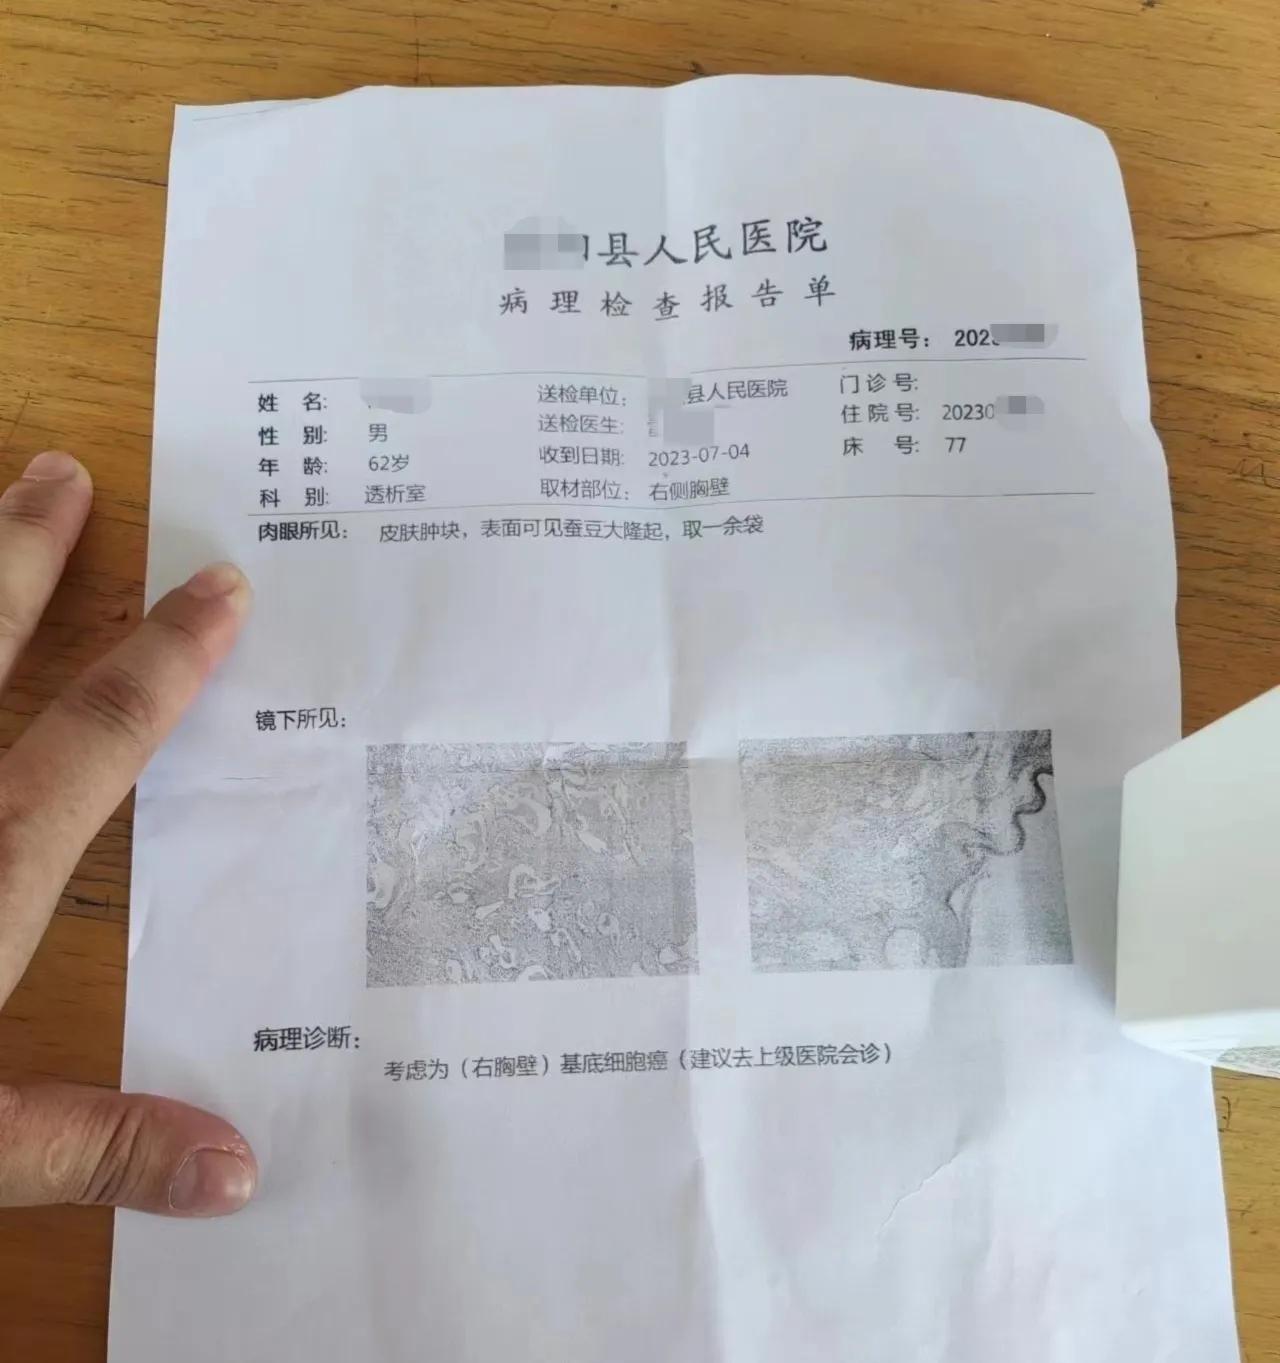 县人民医院
病理检查报告单
病理号: 202
姓 名: 送检单位: 县人民医院 门诊号:
性 别: 男 送检医生: 住院号: 20230
年 龄: 62岁 收到日期: 2023-07-04 床 号: 77
科 别: 透析室 取材部位: 右侧胸壁
肉眼所见: 皮肤肿块,表面可见蚕豆大隆起,取一余袋
镜下所见:
病理诊断:
考虑为(右胸壁)基底细胞癌(建议去上级医院会诊)